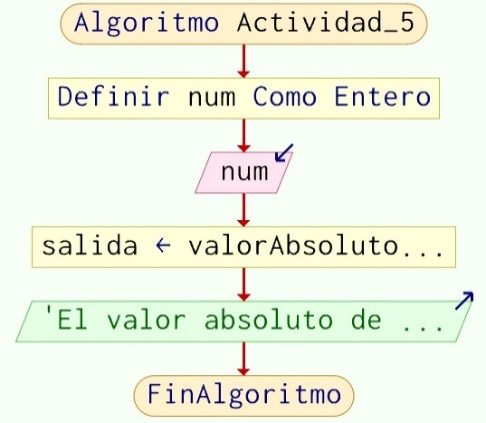 Algoritmo Actividad_5
Definir num Como Entero
num
salida ← valorAbsoluto...
'El valor absoluto de ...
FinAlgoritmo